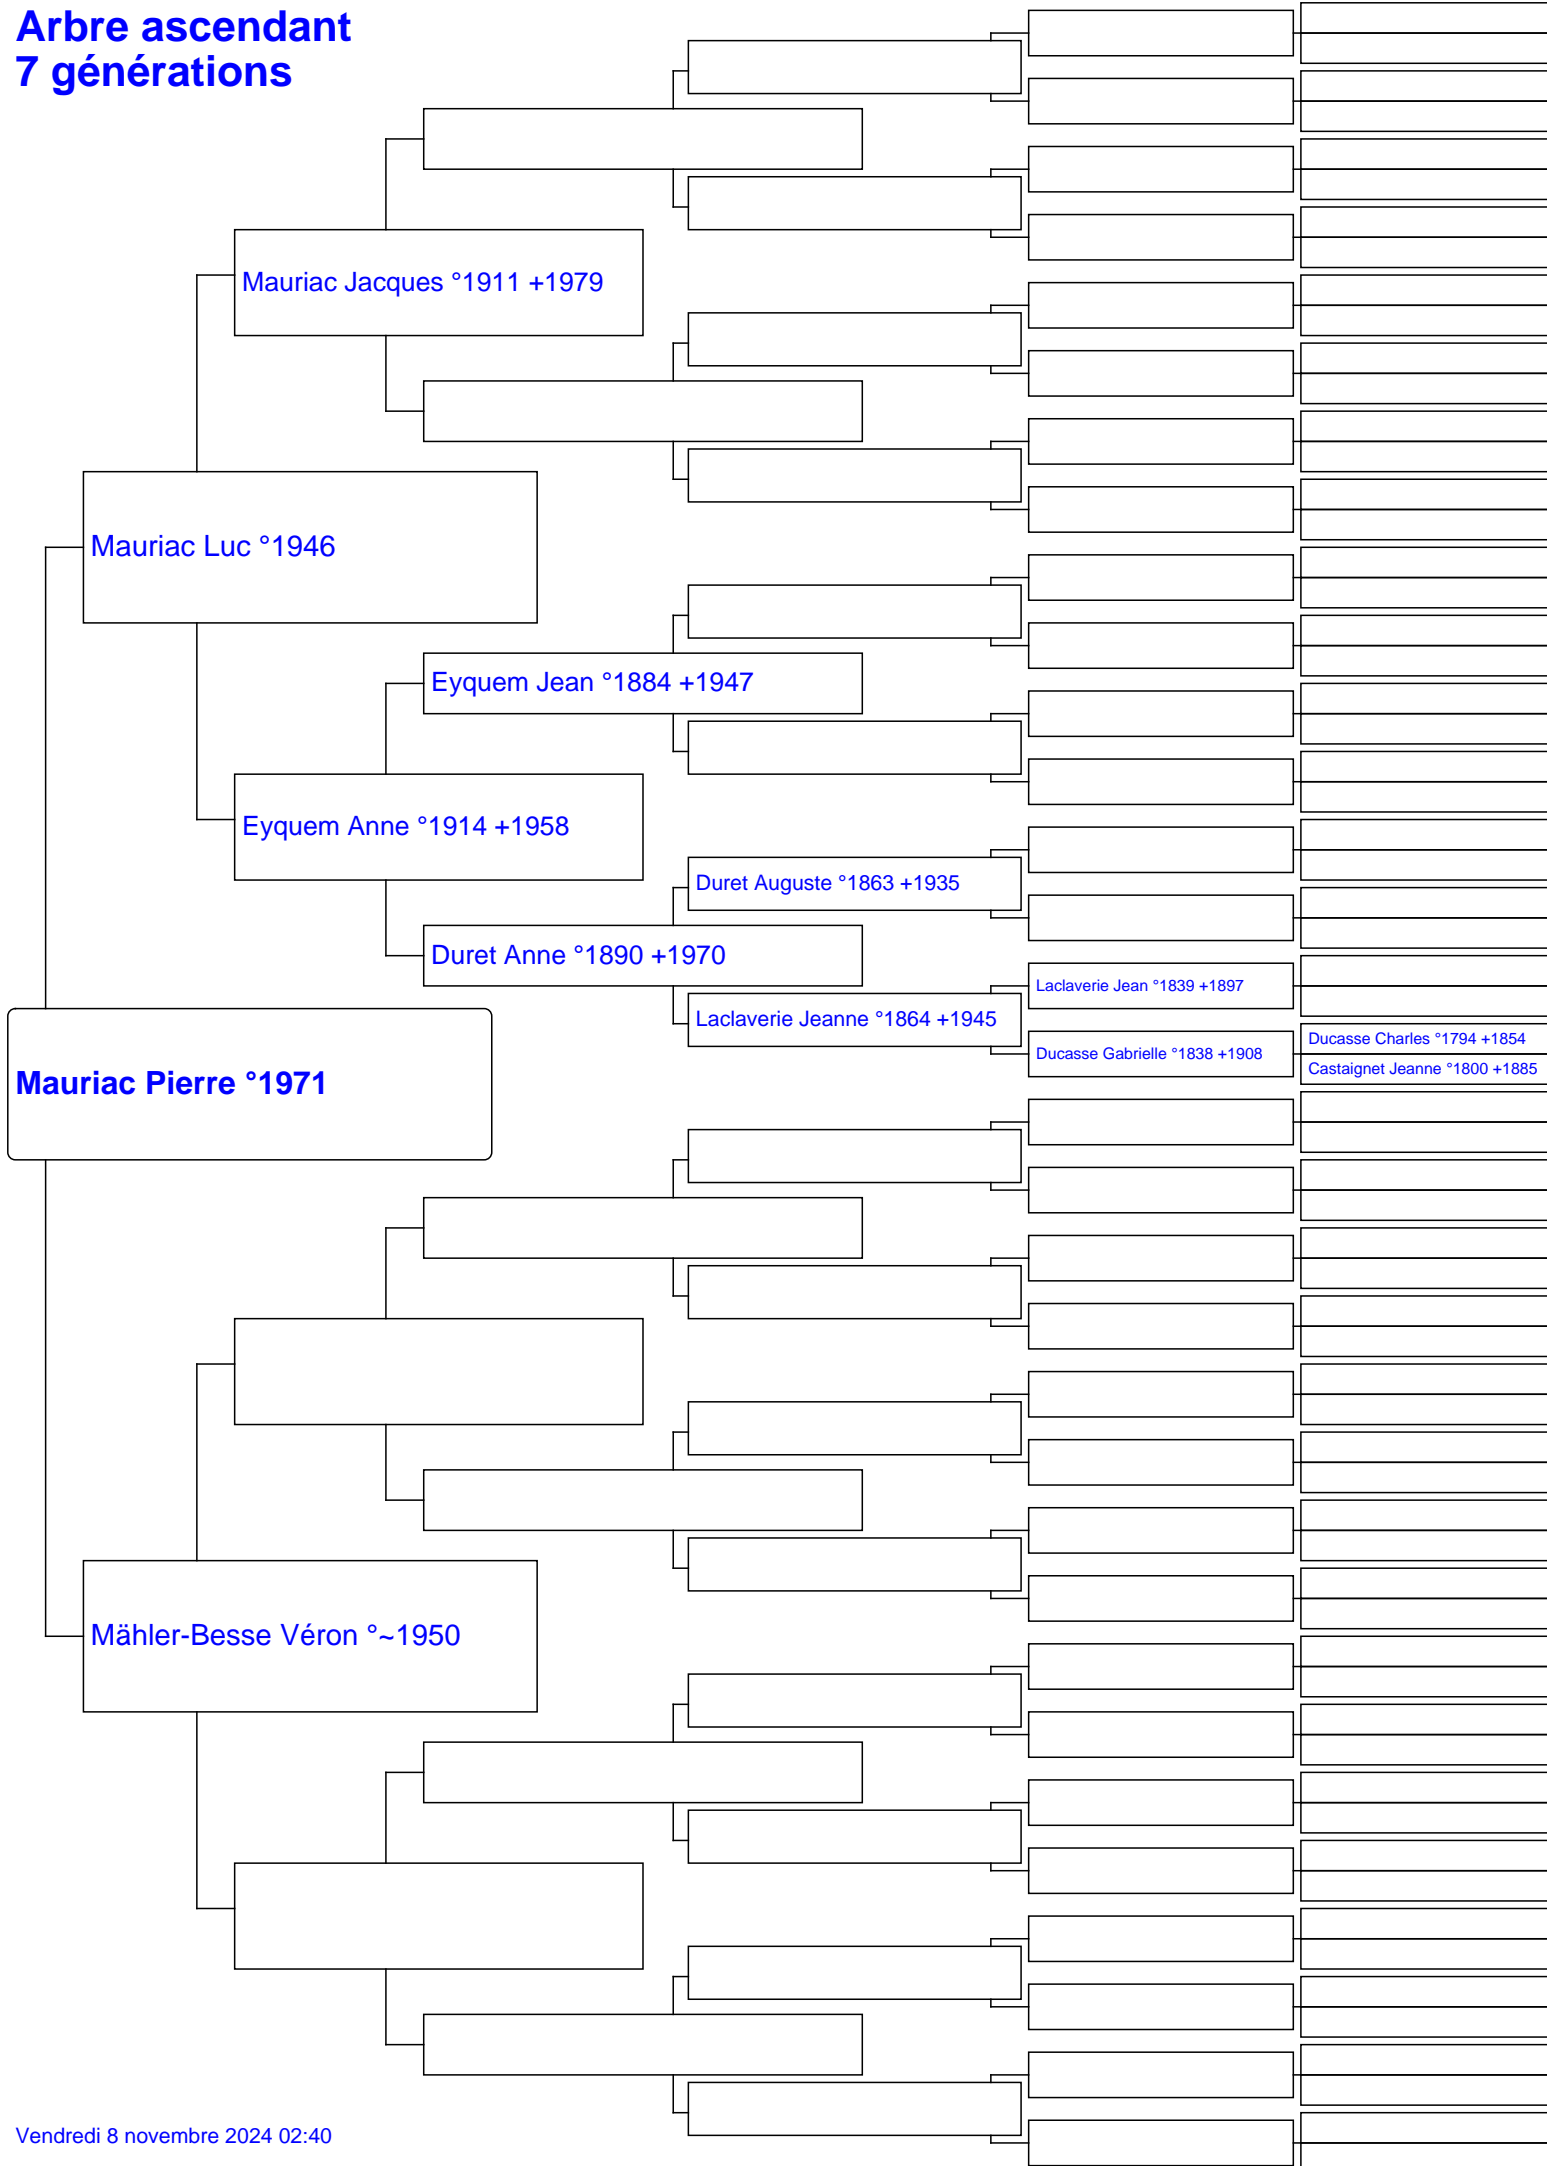 Arbre ascendant
7 générations
Mauriac Jacques °1911 +1979
Mauriac Luc °1946
Eyquem Jean °1884 +1947
Eyquem Anne °1914 +1958
Duret Auguste °1863 +1935
Duret Anne °1890 +1970
Laclaverie Jean °1839 +1897
Laclaverie Jeanne °1864 +1945
Ducasse Charles °1794 +1854
Ducasse Gabrielle °1838 +1908
Castaignet Jeanne °1800 +1885
Mauriac Pierre °1971
Mähler-Besse Véron °~1950
Vendredi 8 novembre 2024 02:40